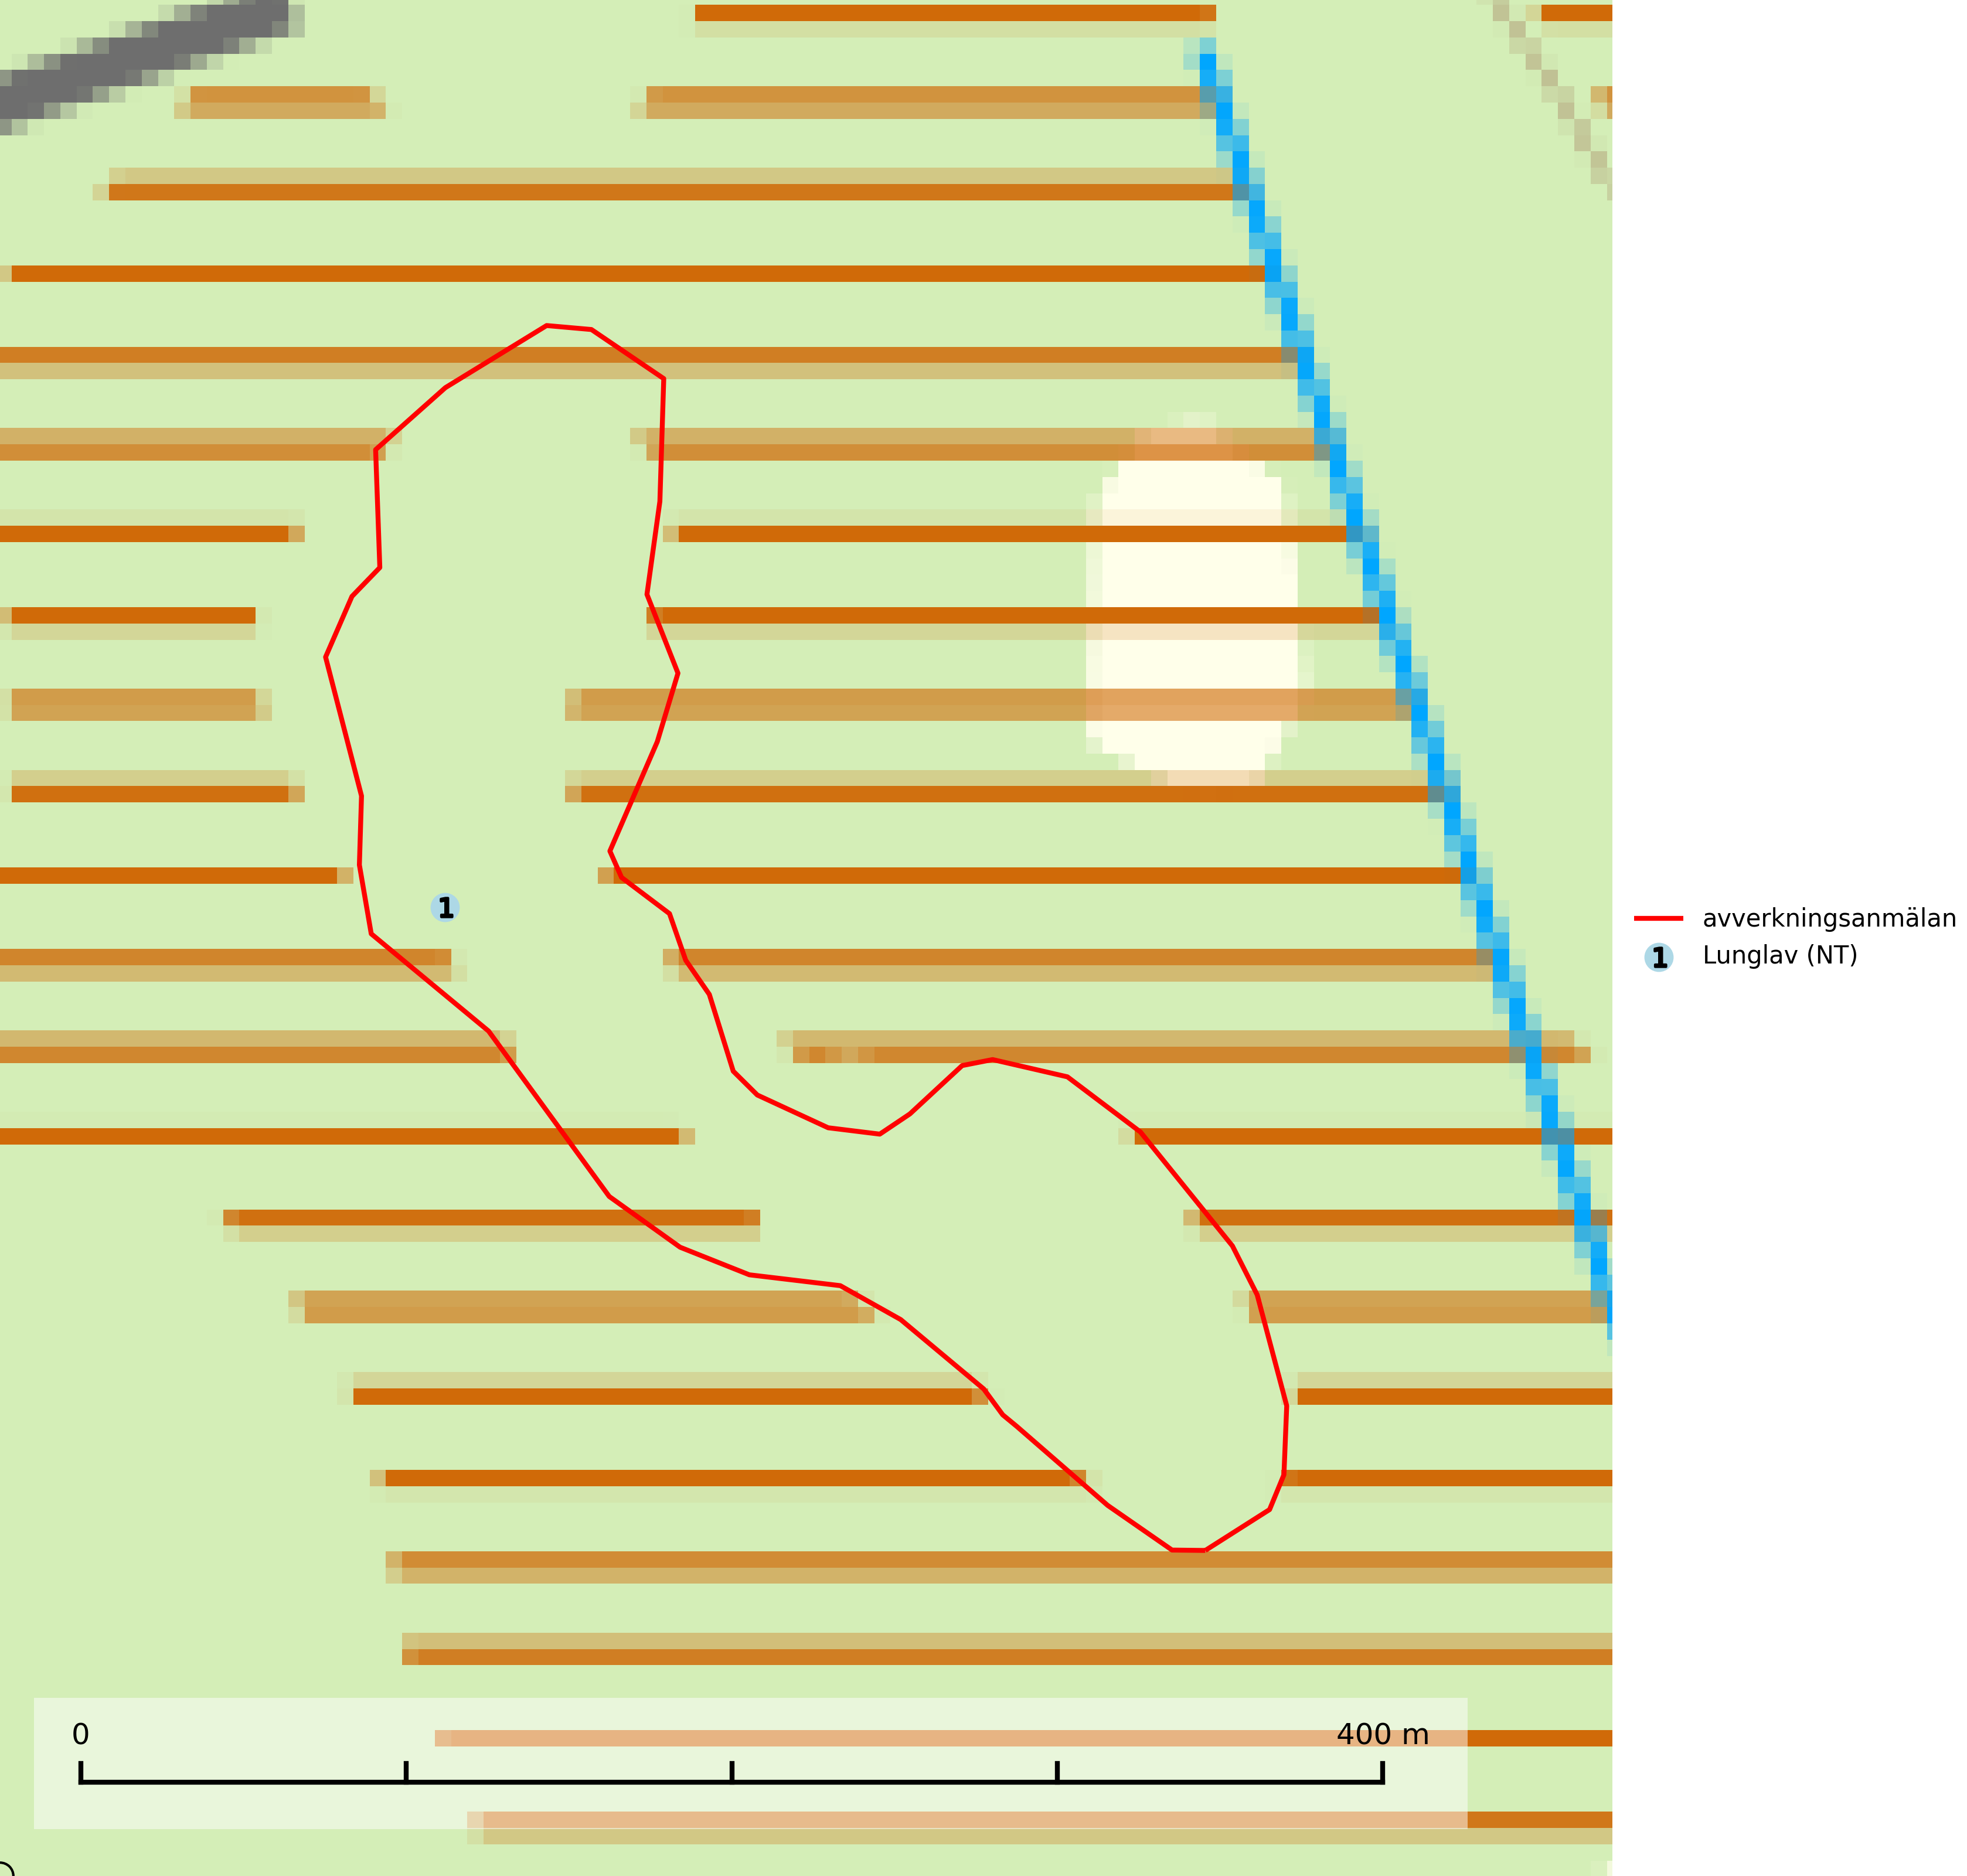 1
avverkningsanmälan
1 Lunglav (NT)
0 400 m